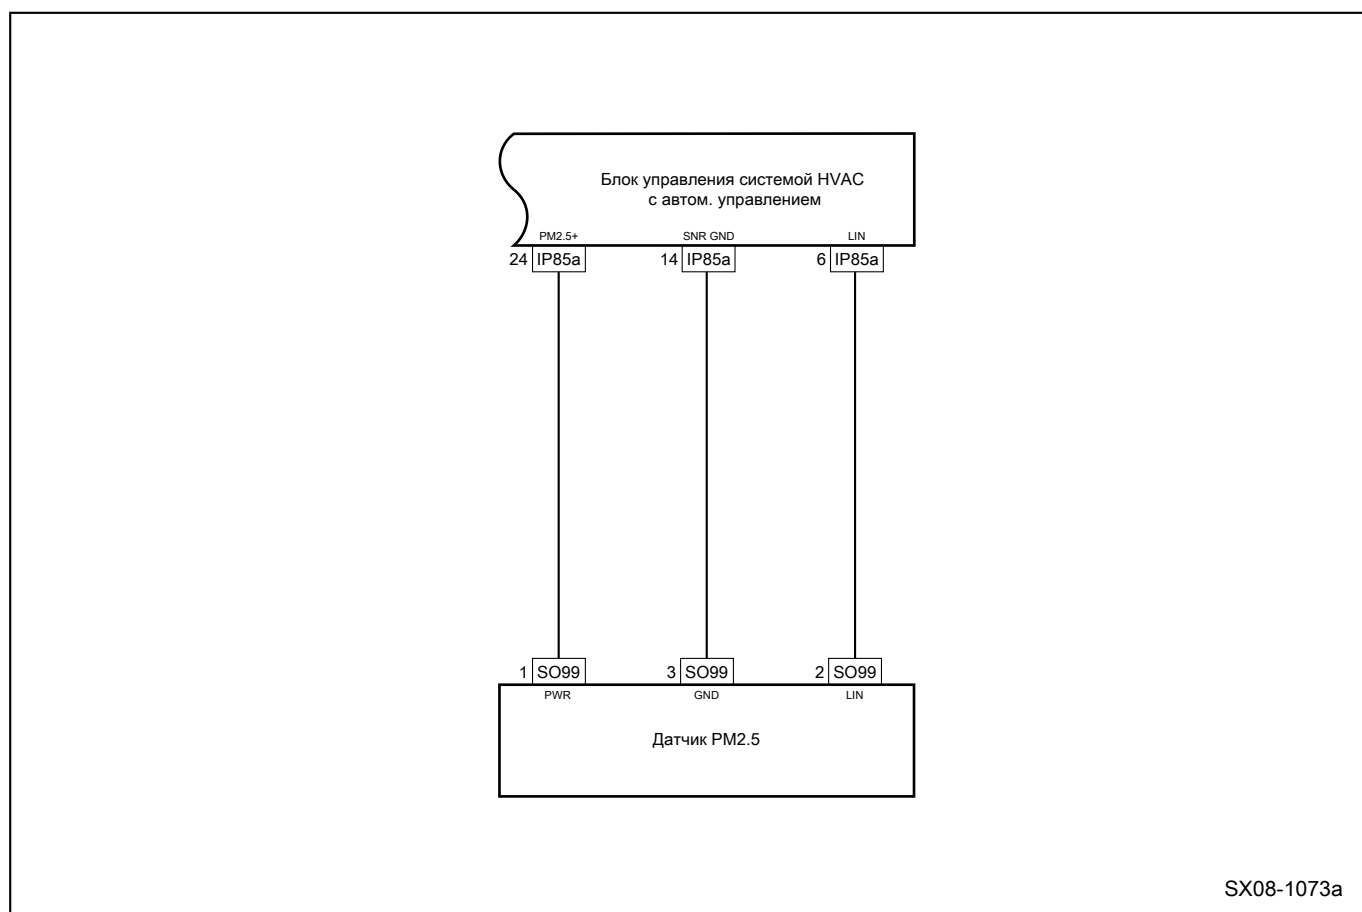 Блок управления системой HVAC
с автом. управлением
PM2.5+ SNR GND LIN
24 IP85a 14 IP85a 6 IP85a
1 SO99 3 SO99 2 SO99
PWR GND LIN
Датчик PM2.5
SX08-1073a